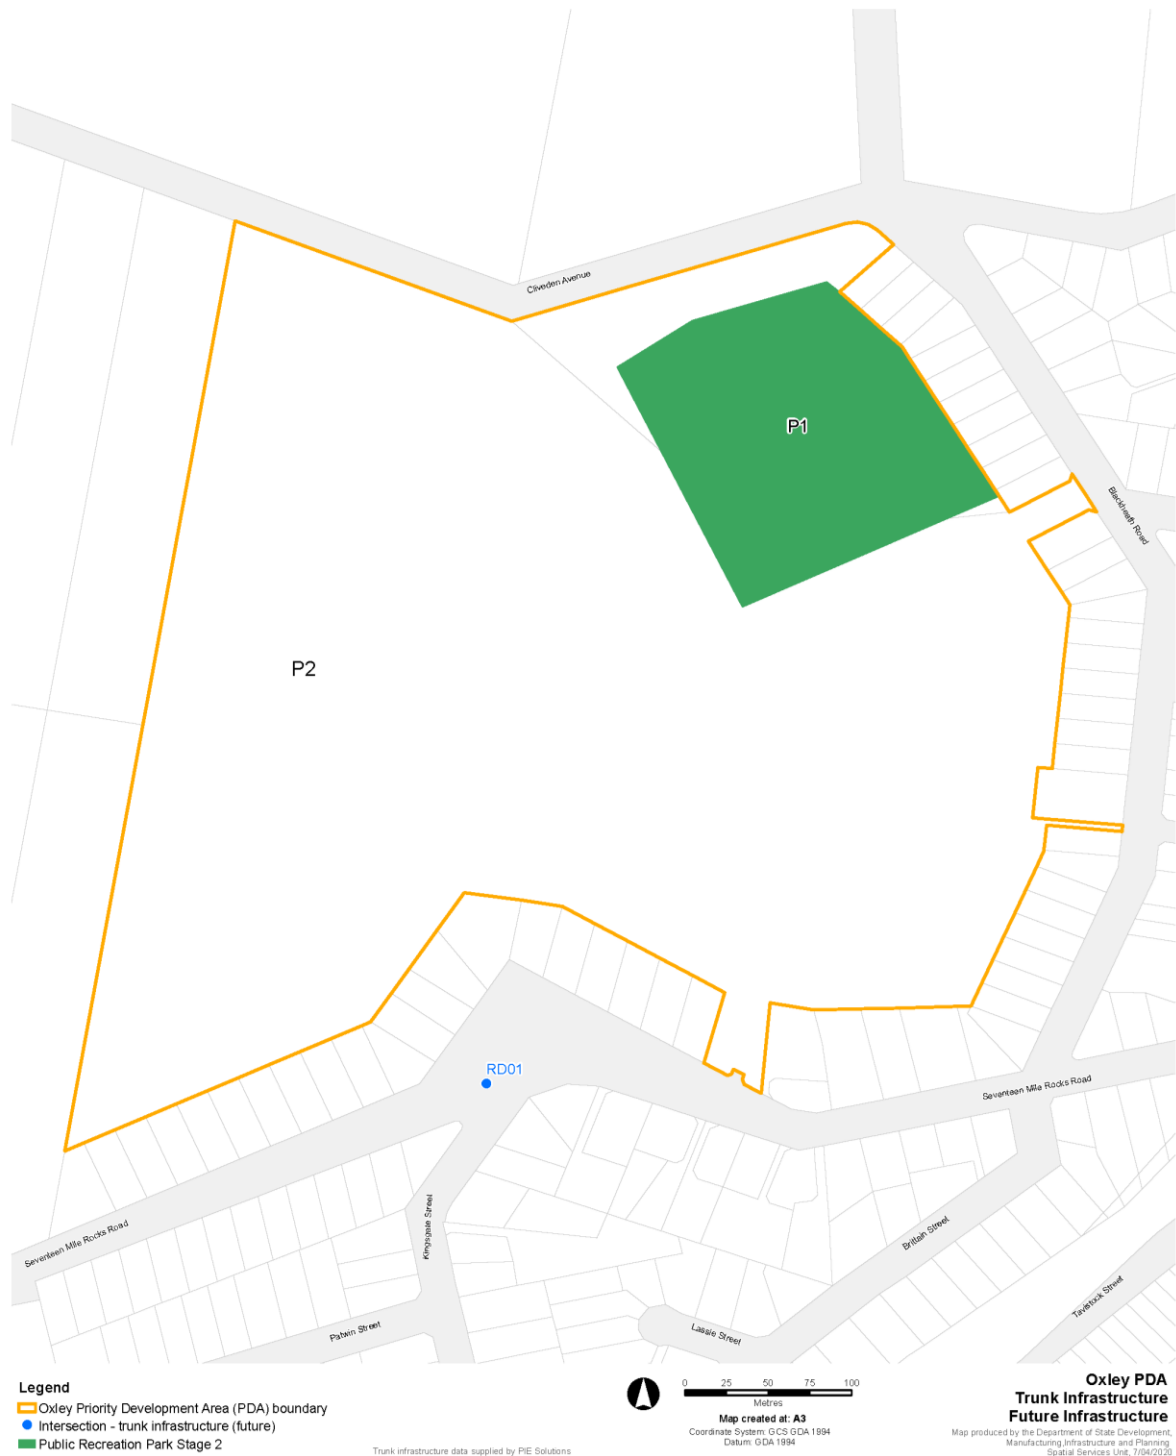 Cliveden Avenue
P1
Blackheath Road
P2
RD01
Seventeen Mile Rocks Road
Seventeen Mile Rocks Road
Kingsgate Street
Brittain Street
Tavistock Street
Patwin Street
Lassie Street
Legend
Oxley Priority Development Area (PDA) boundary
Intersection - trunk infrastructure (future)
Public Recreation Park Stage 2
Trunk infrastructure data supplied by PIE Solutions
0 25 50 75 100
Metres
Map created at: A3
Coordinate System: GCS GDA 1994
Datum: GDA 1994
Oxley PDA
Trunk Infrastructure
Future Infrastructure
Map produced by the Department of State Development
Manufacturing,Infrastructure and Planning
Spatial Services Unit, 7/04/2020